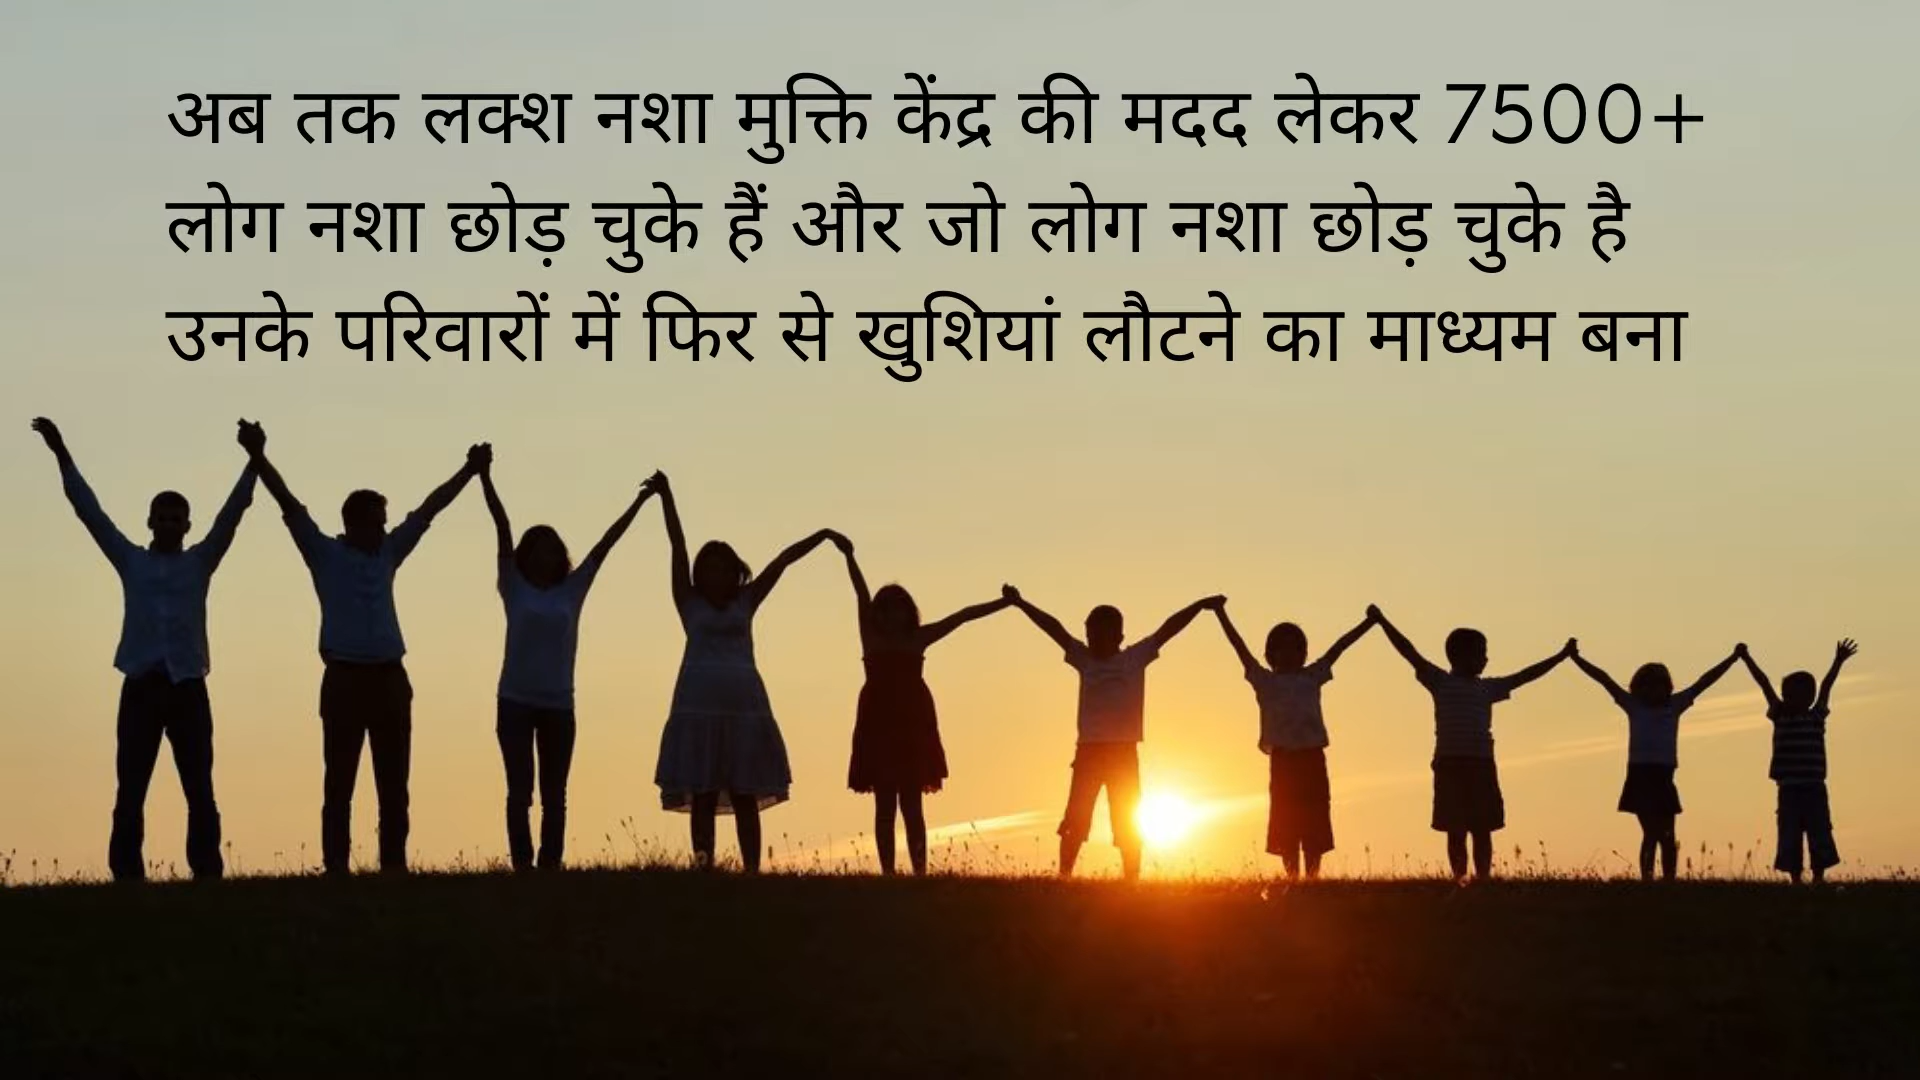 अब तक लक्श नशा मुक्ति केंद्र की मदद लेकर 7500+
लोग नशा छोड़ चुके हैं और जो लोग नशा छोड़ चुके है
उनके परिवारों में फिर से खुशियां लौटने का माध्यम बना